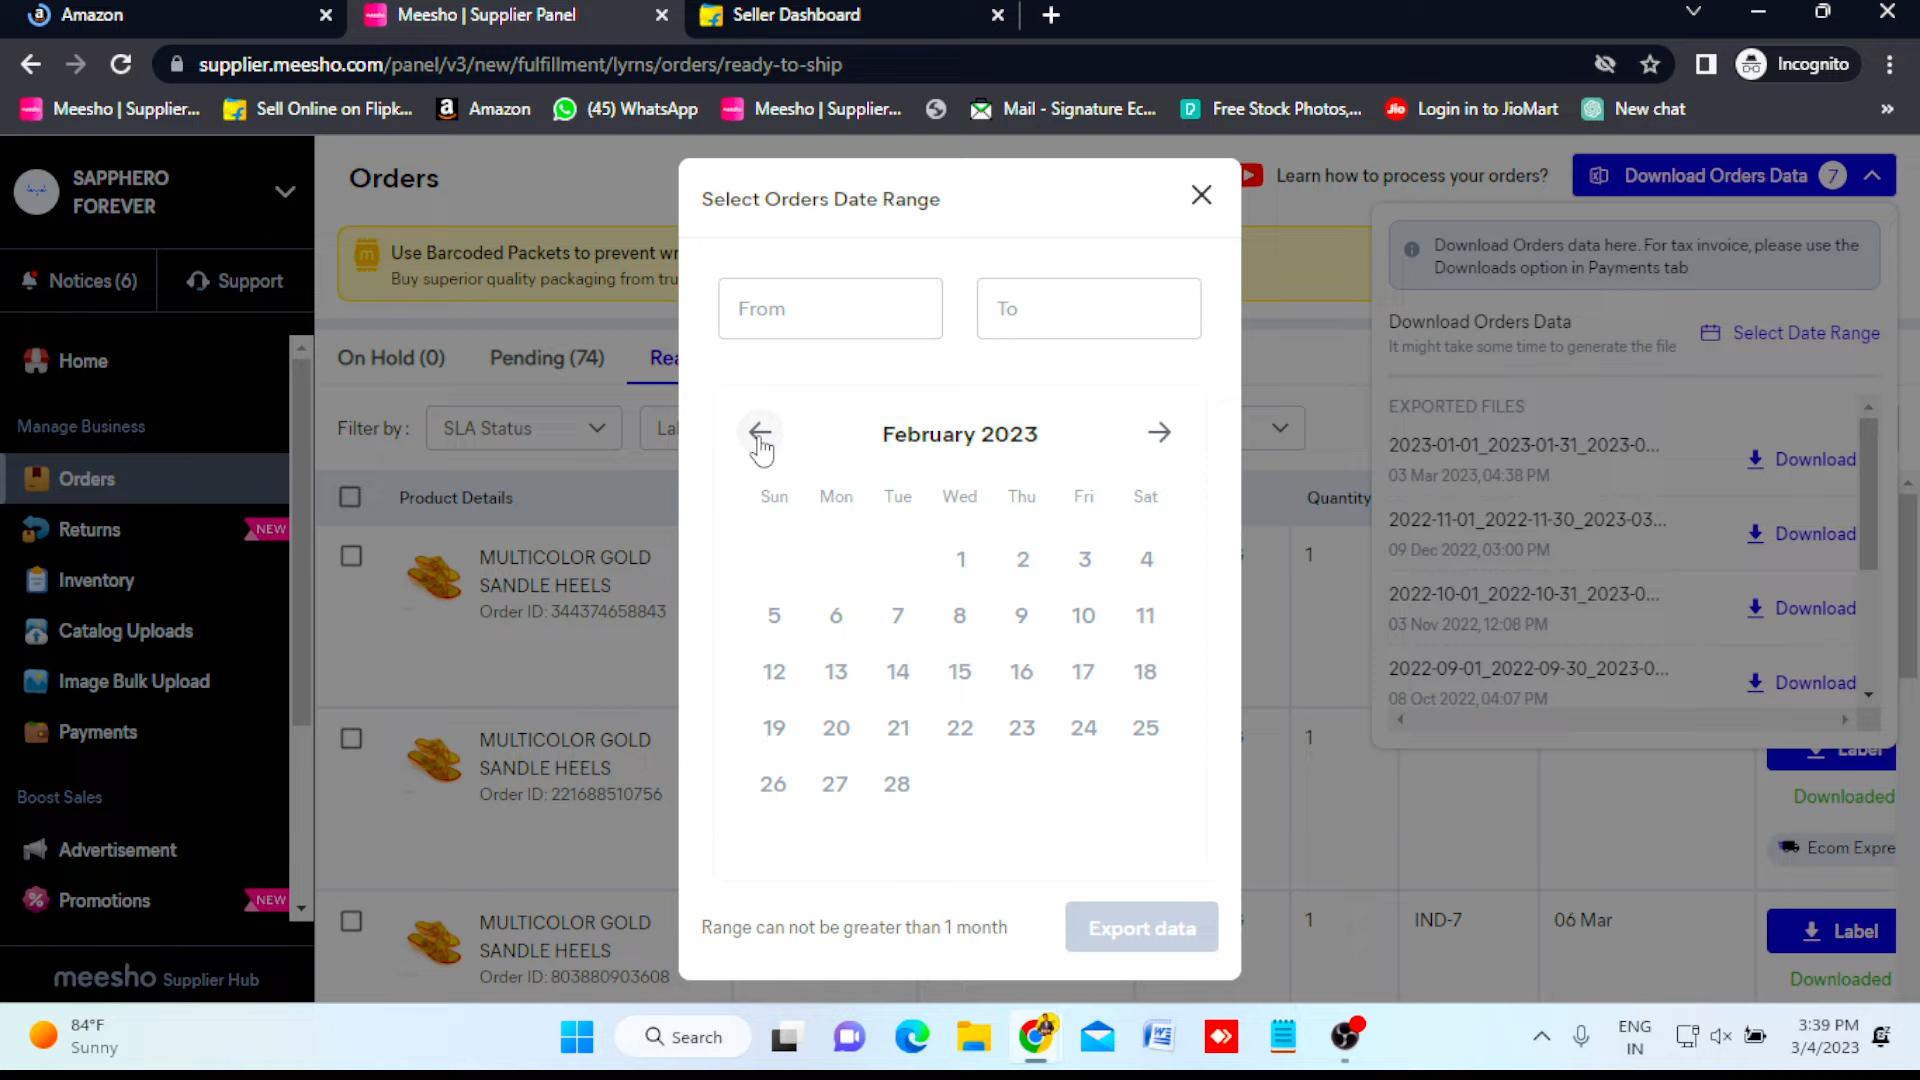 Amazon
Meesho | Supplier Panel
Seller Dashboard
supplier.meesho.com/panel/v3/new/fulfillment/lyrns/orders/ready-to-ship
Incognito
Meesho | Supplier...
Sell Online on Flipk...
Amazon
(45) WhatsApp
Meesho | Supplier...
Mail - Signature Ec...
Free Stock Photos,...
Login in to JioMart
New chat
SAPPHERO
FOREVER
Notices (6)
Support
Home
Manage Business
Orders
Returns
NEW
Inventory
Catalog Uploads
Image Bulk Upload
Payments
Boost Sales
Advertisement
Promotions
NEW
meesho Supplier Hub
Orders
Learn how to process your orders?
Download Orders Data 7
Use Barcoded Packets to prevent wr
Buy superior quality packaging from tru
On Hold (0)
Pending (74)
Rea
Filter by :
SLA Status
Lal
Product Details
Quantity
MULTICOLOR GOLD
SANDLE HEELS
Order ID: 344374658843
1
MULTICOLOR GOLD
SANDLE HEELS
Order ID: 221688510756
1
Label
Downloaded
Ecom Expre
MULTICOLOR GOLD
SANDLE HEELS
Order ID: 803880903608
1
IND-7
06 Mar
Label
Downloaded
Select Orders Date Range
From
To
February 2023
Sun Mon Tue Wed Thu Fri Sat
1 2 3 4
5 6 7 8 9 10 11
12 13 14 15 16 17 18
19 20 21 22 23 24 25
26 27 28
Range can not be greater than 1 month
Export data
Download Orders data here. For tax invoice, please use the
Downloads option in Payments tab
Download Orders Data
It might take some time to generate the file
Select Date Range
EXPORTED FILES
2023-01-01_2023-01-31_2023-0...
03 Mar 2023,04:38 PM
Download
2022-11-01_2022-11-30_2023-03...
09 Dec 2022,03:00 PM
Download
2022-10-01_2022-10-31_2023-0...
03 Nov 2022,12:08 PM
Download
2022-09-01_2022-09-30_2023-0...
08 Oct 2022,04:07 PM
Download
84°F
Sunny
Search
ENG
IN
3:39 PM
3/4/2023